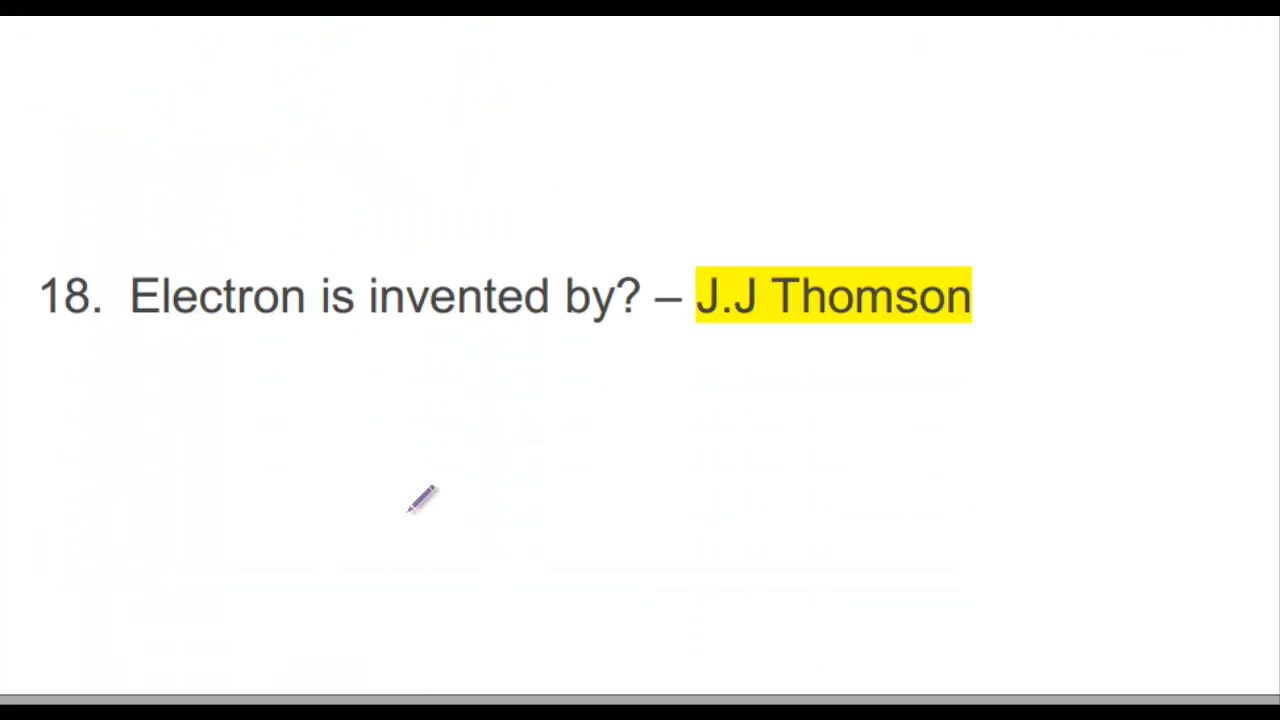 18. Electron is invented by? – J.J Thomson